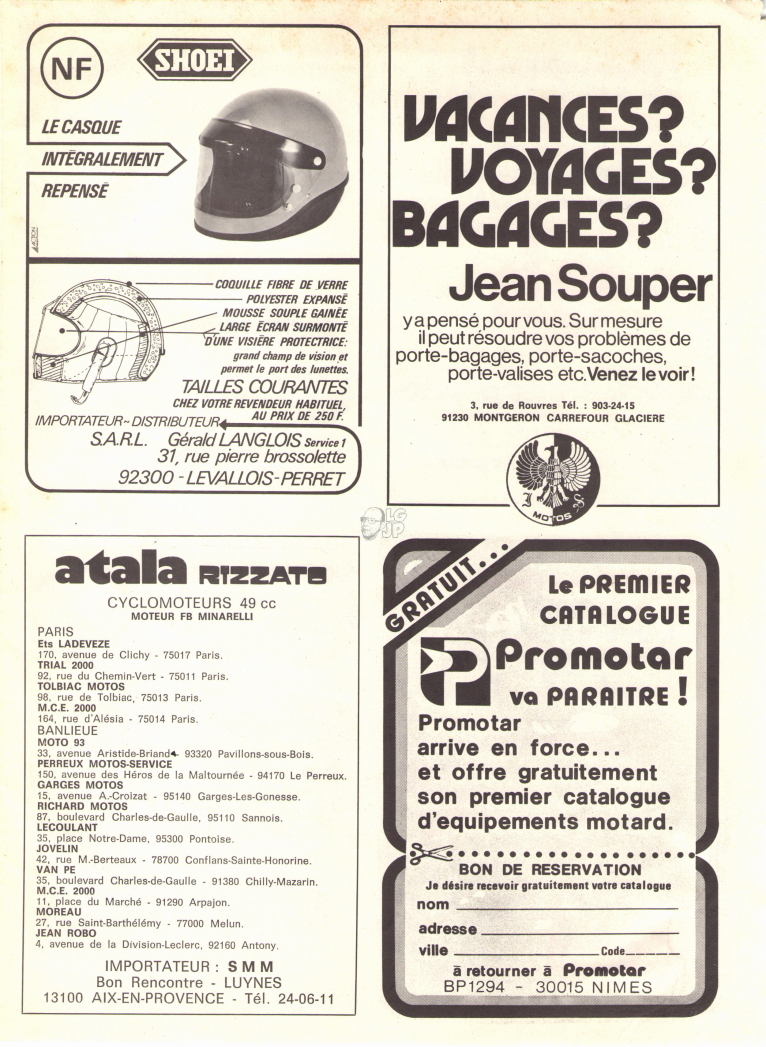 NF
SHOEI
LE CASQUE
INTÉGRALEMENT
REPENSÉ
ACTION
COQUILLE FIBRE DE VERRE
POLYESTER EXPANSÉ
MOUSSE SOUPLE GAINÉE
LARGE ÉCRAN SURMONTÉ
D'UNE VISIÈRE PROTECTRICE:
grand champ de vision et
permet le port des lunettes.
TAILLES COURANTES
CHEZ VOTRE REVENDEUR HABITUEL,
AU PRIX DE 250 F.
IMPORTATEUR~DISTRIBUTEUR
S.A.R.L. Gérald LANGLOIS Service 1
31, rue pierre brossolette
92300 - LEVALLOIS-PERRET
VACANCES?
VOYAGES?
BAGAGES?
Jean Souper
y a pensé pour vous. Sur mesure
il peut résoudre vos problèmes de
porte-bagages, porte-sacoches,
porte-valises etc. Venez le voir!
3, rue de Rouvres Tél. : 903-24-15
91230 MONTGERON CARREFOUR GLACIERE
J S
MOTOS
LG
JP
atala RIZZATO
CYCLOMOTEURS 49 cc
MOTEUR FB MINARELLI
PARIS
Ets LADEVEZE
170, avenue de Clichy - 75017 Paris.
TRIAL 2000
92, rue du Chemin-Vert - 75011 Paris.
TOLBIAC MOTOS
98, rue de Tolbiac, 75013 Paris.
M.C.E. 2000
164, rue d'Alésia - 75014 Paris.
BANLIEUE
MOTO 93
33, avenue Aristide-Briand - 93320 Pavillons-sous-Bois.
PERREUX MOTOS-SERVICE
150, avenue des Héros de la Maltournée - 94170 Le Perreux.
GARGES MOTOS
15, avenue A.-Croizat - 95140 Garges-Les-Gonesse.
RICHARD MOTOS
87, boulevard Charles-de-Gaulle, 95110 Sannois.
LECOULANT
35, place Notre-Dame, 95300 Pontoise.
JOVELIN
42, rue M.-Berteaux - 78700 Conflans-Sainte-Honorine.
VAN PE
35, boulevard Charles-de-Gaulle - 91380 Chilly-Mazarin.
M.C.E. 2000
11, place du Marché - 91290 Arpajon.
MOREAU
27, rue Saint-Barthélémy - 77000 Melun.
JEAN ROBO
4, avenue de la Division-Leclerc, 92160 Antony.
IMPORTATEUR : SMM
Bon Rencontre - LUYNES
13100 AIX-EN-PROVENCE - Tél. 24-06-11
GRATUIT...
Le PREMIER
CATALOGUE
Promotar
va PARAITRE !
Promotar
arrive en force...
et offre gratuitement
son premier catalogue
d'equipements motard.
BON DE RESERVATION
Je désire recevoir gratuitement votre catalogue
nom
adresse
ville Code
à retourner à Promotar
BP1294 - 30015 NIMES